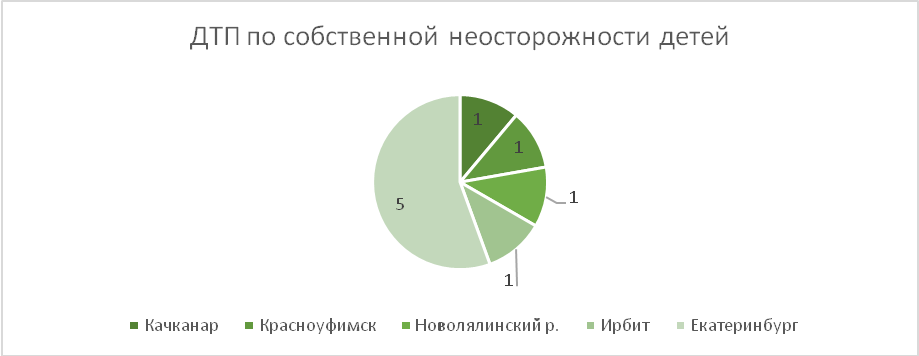 ДТП по собственной неосторожности детей
1
1
1
1
5
Качканар Красноуфимск Новолялинский р. Ирбит Екатеринбург